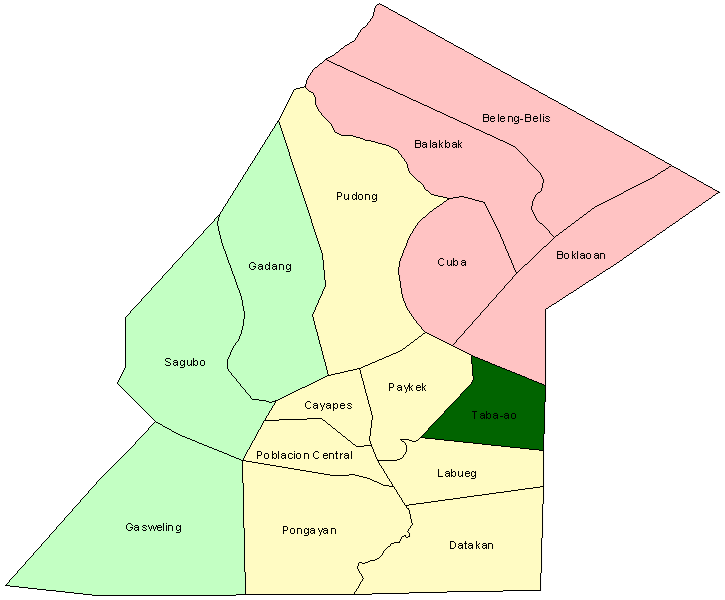 Beleng-Belis
Balakbak
Pudong
Boklaoan
Cuba
Gadang
Sagubo
Paykek
Cayapes
Taba-ao
Poblacion Central
Labueg
Gasweling
Pongayan
Datakan